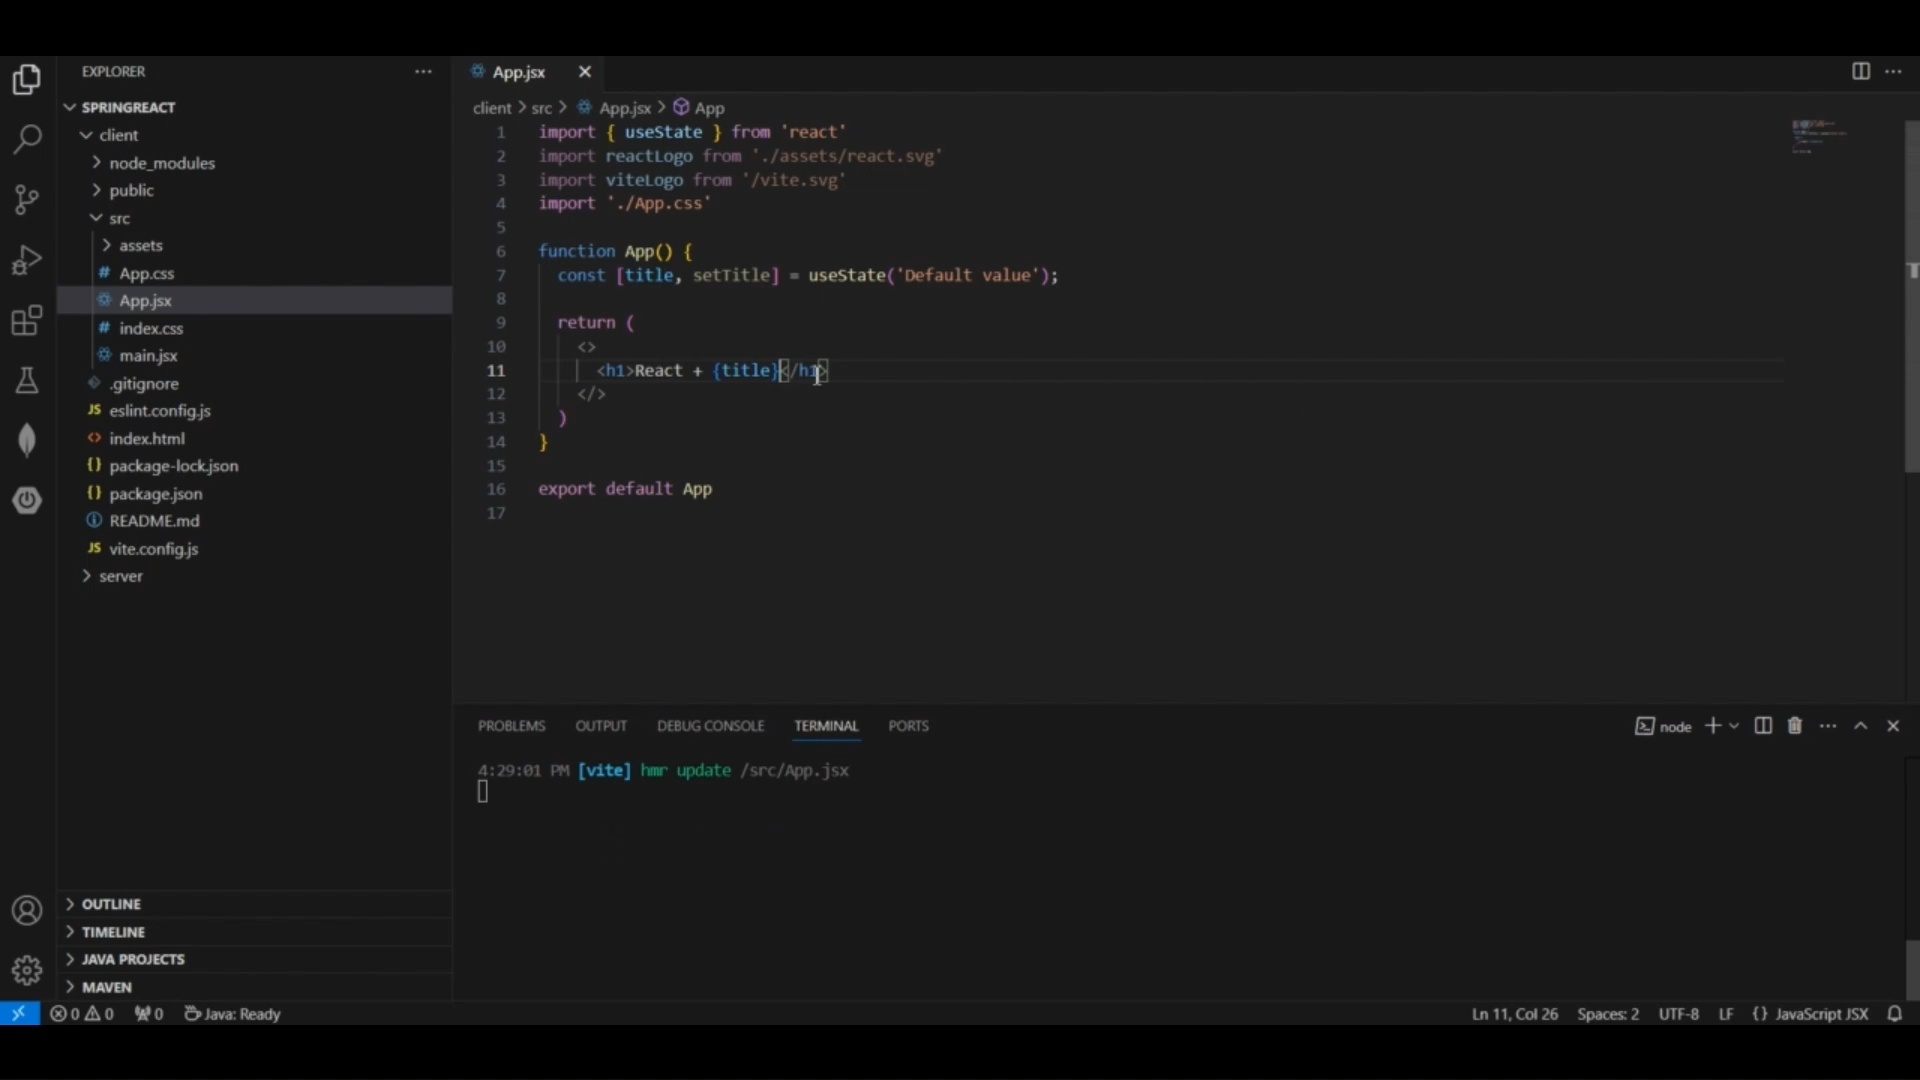 EXPLORER
SPRINGREACT
client
node_modules
public
src
assets
# App.css
App.jsx
# index.css
main.jsx
.gitignore
JS eslint.config.js
<> index.html
{} package-lock.json
{} package.json
README.md
JS vite.config.js
server
OUTLINE
TIMELINE
JAVA PROJECTS
MAVEN
App.jsx
client > src > App.jsx > App
1 import { useState } from 'react'
2 import reactLogo from './assets/react.svg'
3 import viteLogo from '/vite.svg'
4 import './App.css'
5
6 function App() {
7 const [title, setTitle] = useState('Default value');
8
9 return (
10 <>
11 <h1>React + {title}</h1>
12 </>
13 )
14 }
15
16 export default App
17
PROBLEMS OUTPUT DEBUG CONSOLE TERMINAL PORTS
node
4:29:01 PM [vite] hmr update /src/App.jsx
0 0 0 Java: Ready
Ln 11, Col 26 Spaces: 2 UTF-8 LF {} JavaScript JSX